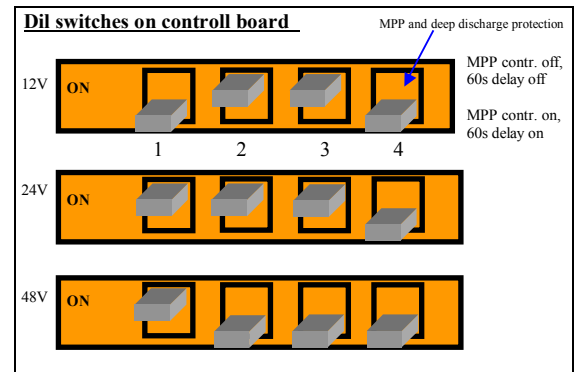 Dil switches on controll board
MPP and deep discharge protection
MPP contr. off,
60s delay off
12V
ON
MPP contr. on,
60s delay on
1 2 3 4
24V
ON
48V
ON